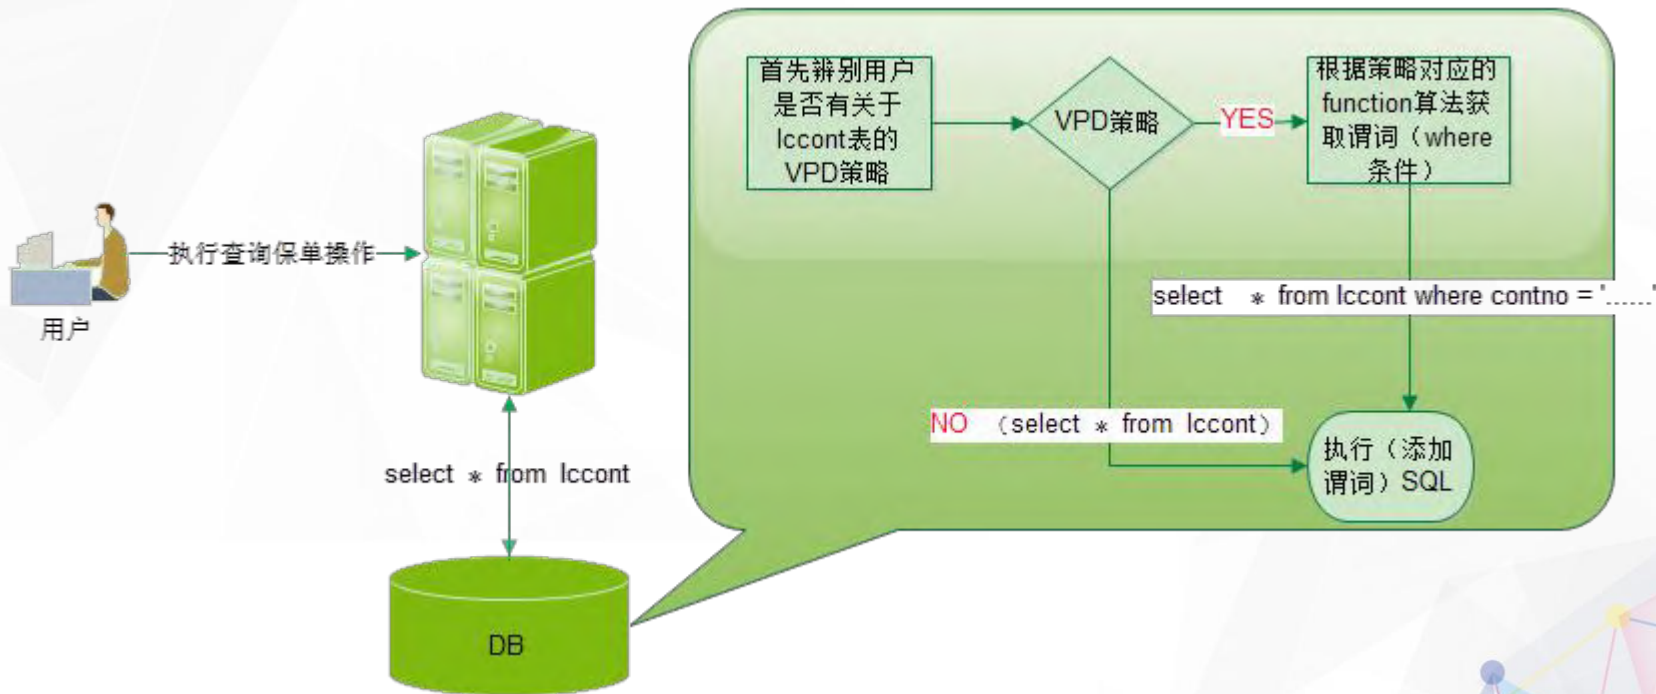 首先辨别用户
是否有关于
lccont表的
VPD策略
VPD策略
YES
根据策略对应的
function算法获
取谓词（where
条件）
执行查询保单操作
用户
select * from lccont where contno = '......'
NO （select * from lccont）
执行（添加
谓词）SQL
select * from lccont
DB